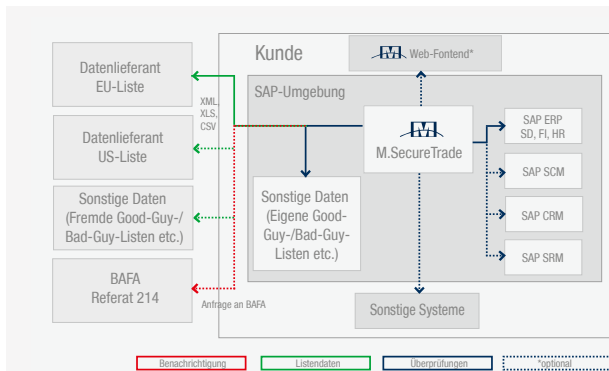 Kunde
Web-Fontend*
Datenlieferant
EU-Liste
XML,
XLS,
CSV
SAP-Umgebung
M.SecureTrade
SAP ERP
SD, FI, HR
Datenlieferant
US-Liste
SAP SCM
Sonstige Daten
(Fremde Good-Guy-/
Bad-Guy-Listen etc.)
Sonstige Daten
(Eigene Good-
Guy-/Bad-Guy-
Listen etc.)
SAP CRM
SAP SRM
BAFA
Referat 214
Anfrage an BAFA
Sonstige Systeme
Benachrichtigung
Listendaten
Überprüfungen
*optional